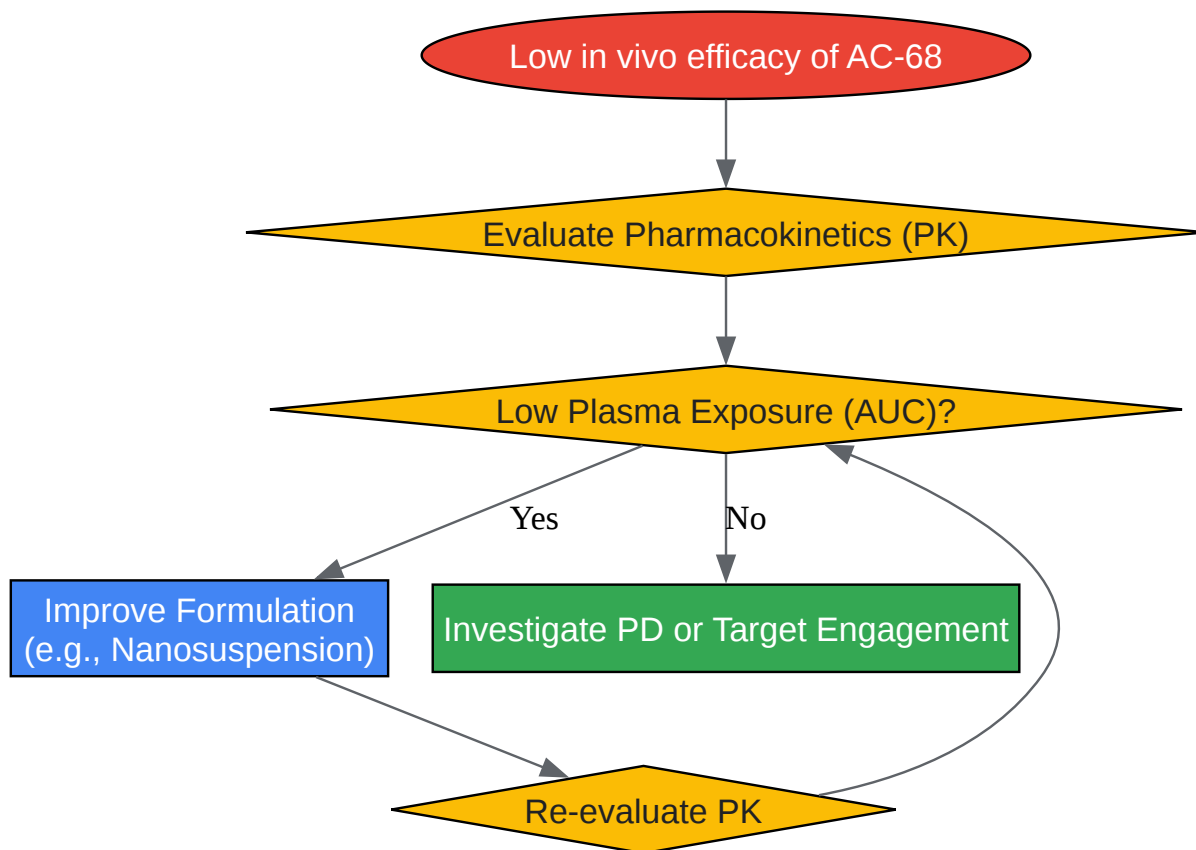 Low in vivo efficacy of AC-68
Evaluate Pharmacokinetics (PK)
Low Plasma Exposure (AUC)?
Yes
No
Improve Formulation
(e.g., Nanosuspension)
Investigate PD or Target Engagement
Re-evaluate PK